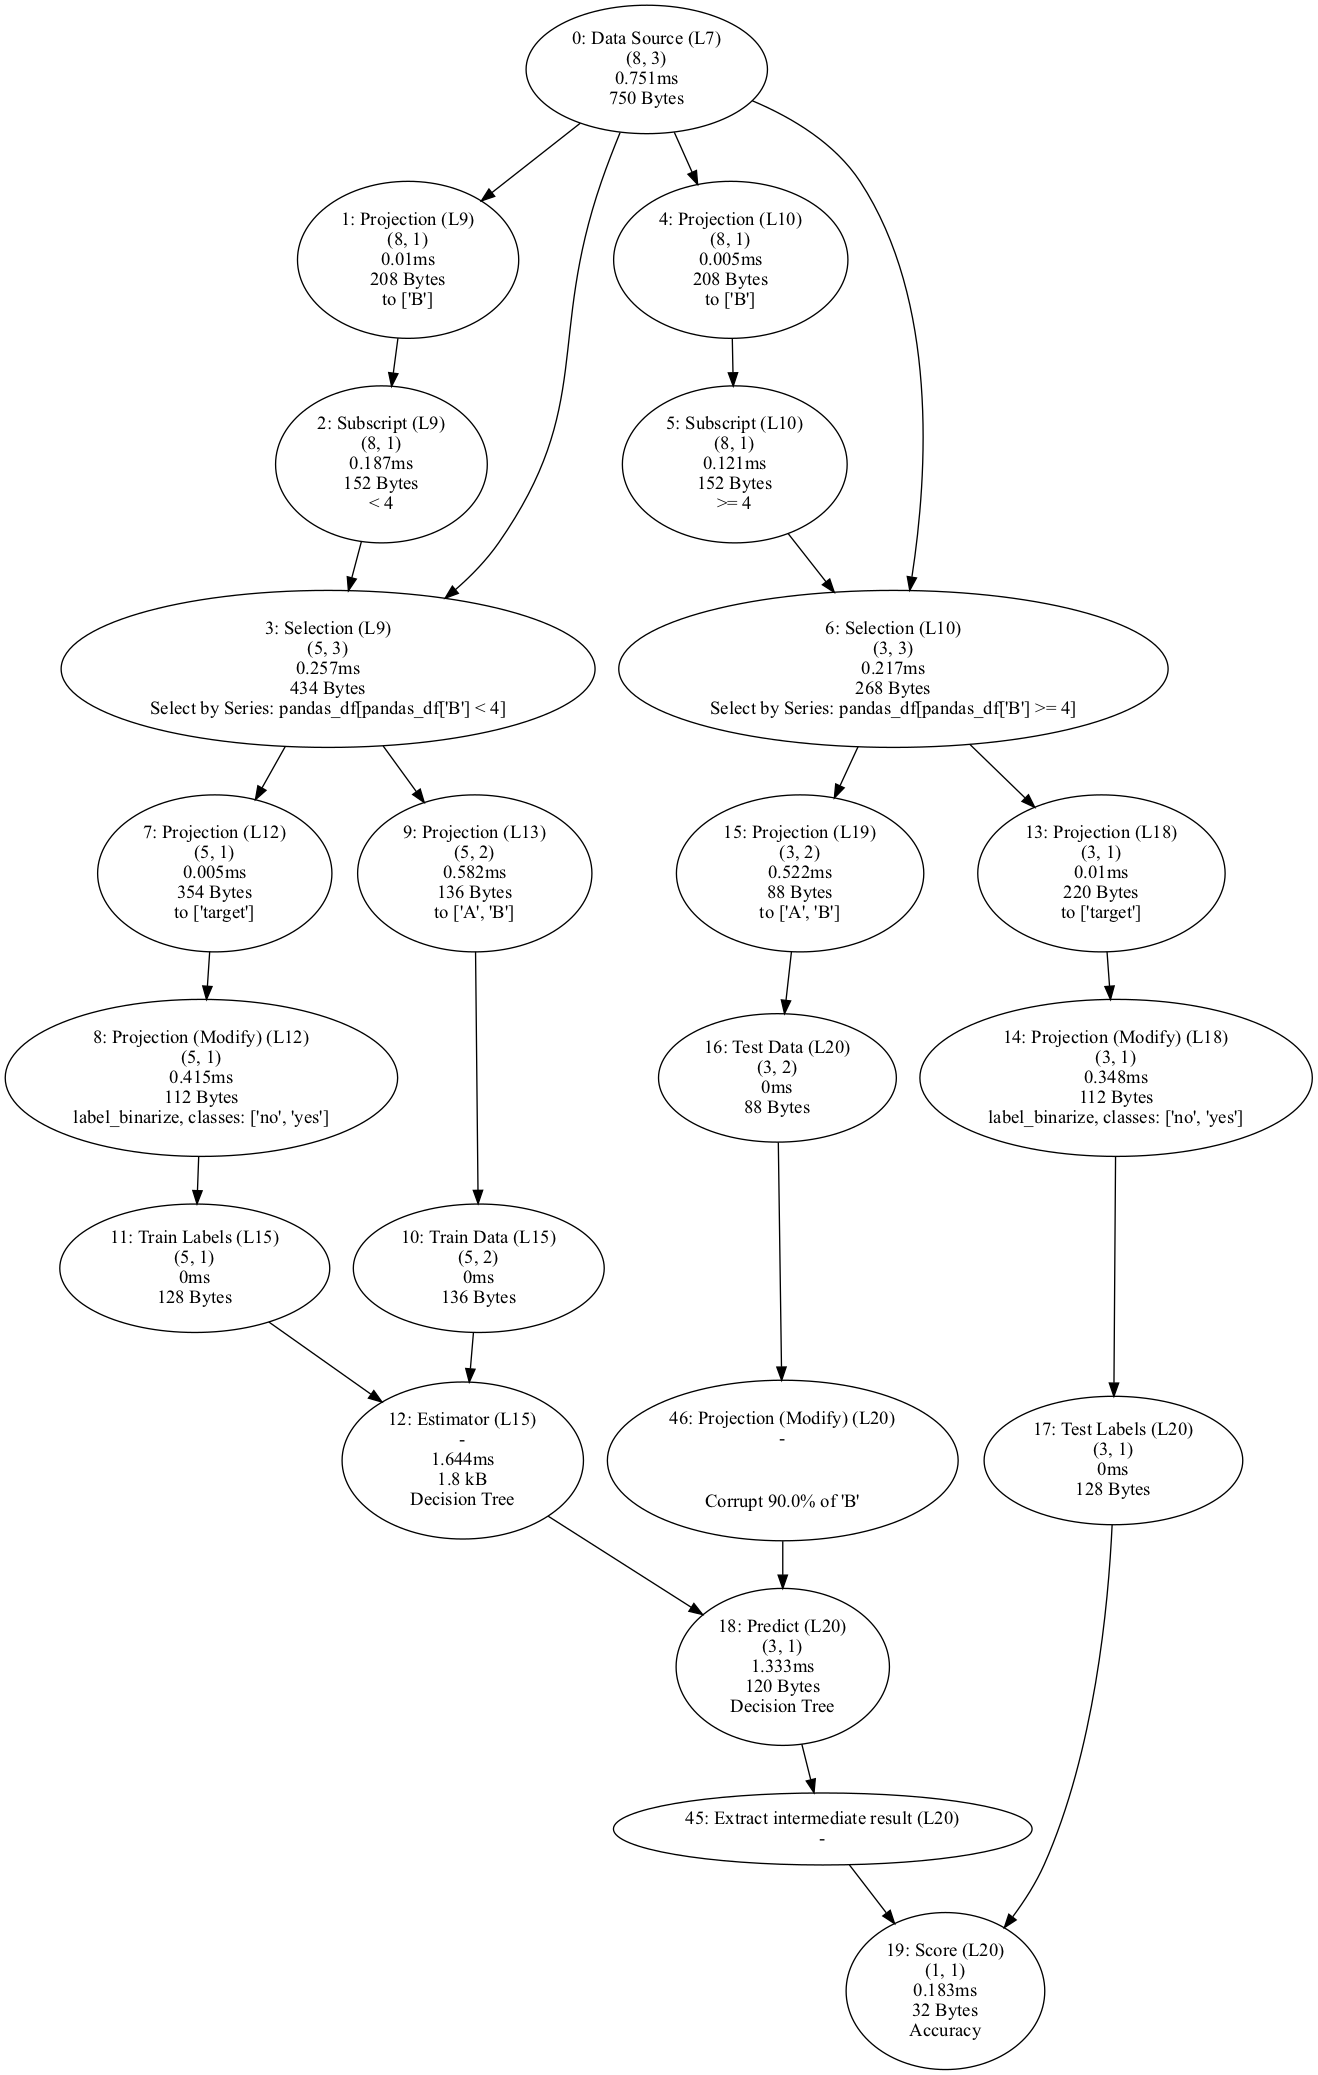 0: Data Source (L7)
(8, 3)
0.751ms
750 Bytes
1: Projection (L9)
(8, 1)
0.01ms
208 Bytes
to ['B']
4: Projection (L10)
(8, 1)
0.005ms
208 Bytes
to ['B']
2: Subscript (L9)
(8, 1)
0.187ms
152 Bytes
< 4
5: Subscript (L10)
(8, 1)
0.121ms
152 Bytes
>= 4
3: Selection (L9)
(5, 3)
0.257ms
434 Bytes
Select by Series: pandas_df[pandas_df['B'] < 4]
6: Selection (L10)
(3, 3)
0.217ms
268 Bytes
Select by Series: pandas_df[pandas_df['B'] >= 4]
7: Projection (L12)
(5, 1)
0.005ms
354 Bytes
to ['target']
9: Projection (L13)
(5, 2)
0.582ms
136 Bytes
to ['A', 'B']
15: Projection (L19)
(3, 2)
0.522ms
88 Bytes
to ['A', 'B']
13: Projection (L18)
(3, 1)
0.01ms
220 Bytes
to ['target']
8: Projection (Modify) (L12)
(5, 1)
0.415ms
112 Bytes
label_binarize, classes: ['no', 'yes']
16: Test Data (L20)
(3, 2)
0ms
88 Bytes
14: Projection (Modify) (L18)
(3, 1)
0.348ms
112 Bytes
label_binarize, classes: ['no', 'yes']
11: Train Labels (L15)
(5, 1)
0ms
128 Bytes
10: Train Data (L15)
(5, 2)
0ms
136 Bytes
12: Estimator (L15)
-
1.644ms
1.8 kB
Decision Tree
46: Projection (Modify) (L20)
-
Corrupt 90.0% of 'B'
17: Test Labels (L20)
(3, 1)
0ms
128 Bytes
18: Predict (L20)
(3, 1)
1.333ms
120 Bytes
Decision Tree
45: Extract intermediate result (L20)
-
19: Score (L20)
(1, 1)
0.183ms
32 Bytes
Accuracy